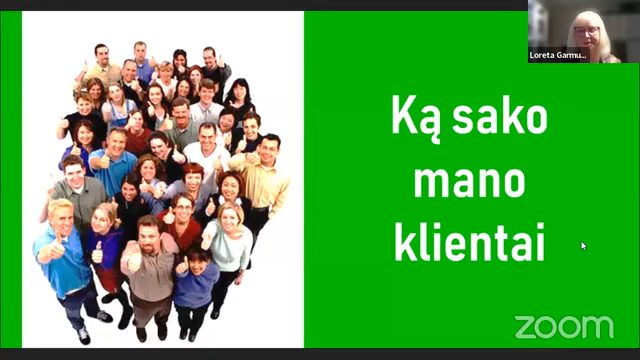 Loreta Garmu...
Ką sako
mano
klientai
zoom